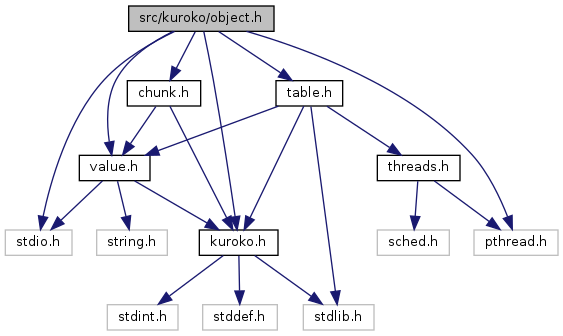 src/kuroko/object.h
chunk.h
table.h
value.h
threads.h
stdio.h
string.h
kuroko.h
sched.h
pthread.h
stdint.h
stddef.h
stdlib.h